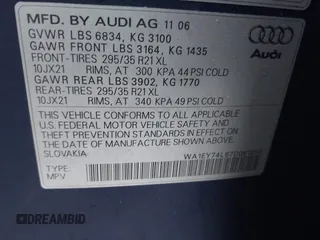 MFD. BY AUDI AG 11 06
GVWR LBS 6834, KG 3100
GAWR FRONT LBS 3164, KG 1435
FRONT-TIRES 295/35 R21 XL
10JX21 RIMS, AT 300 KPA 44 PSI COLD
GAWR REAR LBS 3902, KG 1770
REAR-TIRES 295/35 R21 XL
10JX21 RIMS, AT 340 KPA 49 PSI COLD
Audi
THIS VEHICLE CONFORMS TO ALL APPLICABLE
U.S. FEDERAL MOTOR VEHICLE SAFETY AND
THEFT PREVENTION STANDARDS IN EFFECT ON THE
DATE OF MANUFACTURE SHOWN ABOVE.
SLOVAKIA
TYPE:
MPV
DREAMBID